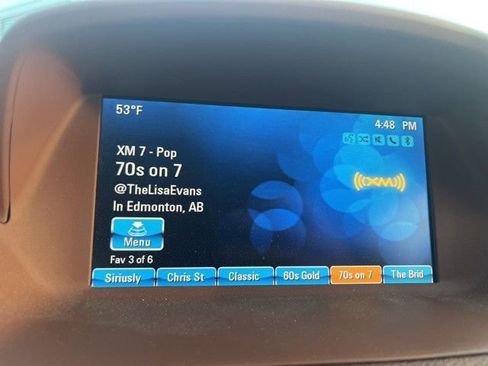 53°F
4:48 PM
XM 7 - Pop
70s on 7
@TheLisaEvans
In Edmonton, AB
((XM))
Menu
Fav 3 of 6
Siriusly
Chris St
Classic
60s Gold
70s on 7
The Brid